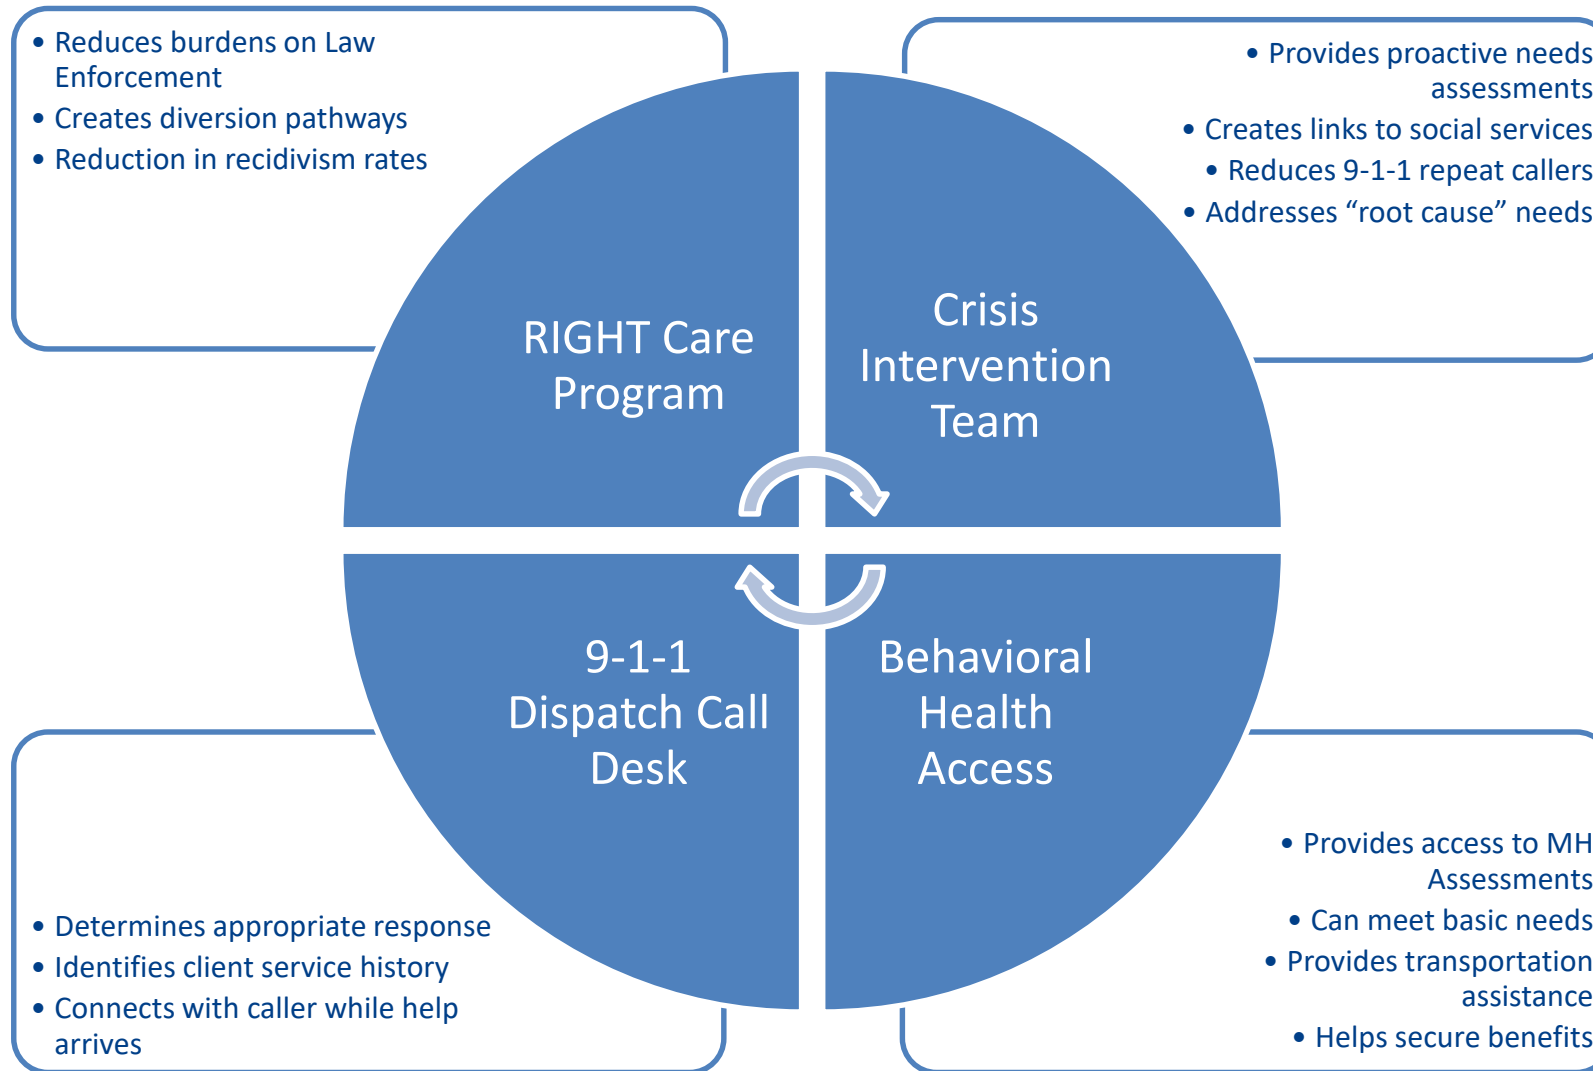 • Reduces burdens on Law
Enforcement
• Creates diversion pathways
• Reduction in recidivism rates
• Provides proactive needs
assessments
• Creates links to social services
• Reduces 9-1-1 repeat callers
• Addresses “root cause” needs
RIGHT Care
Program
Crisis
Intervention
Team
9-1-1
Dispatch Call
Desk
Behavioral
Health
Access
• Determines appropriate response
• Identifies client service history
• Connects with caller while help
arrives
• Provides access to MH
Assessments
• Can meet basic needs
• Provides transportation
assistance
• Helps secure benefits